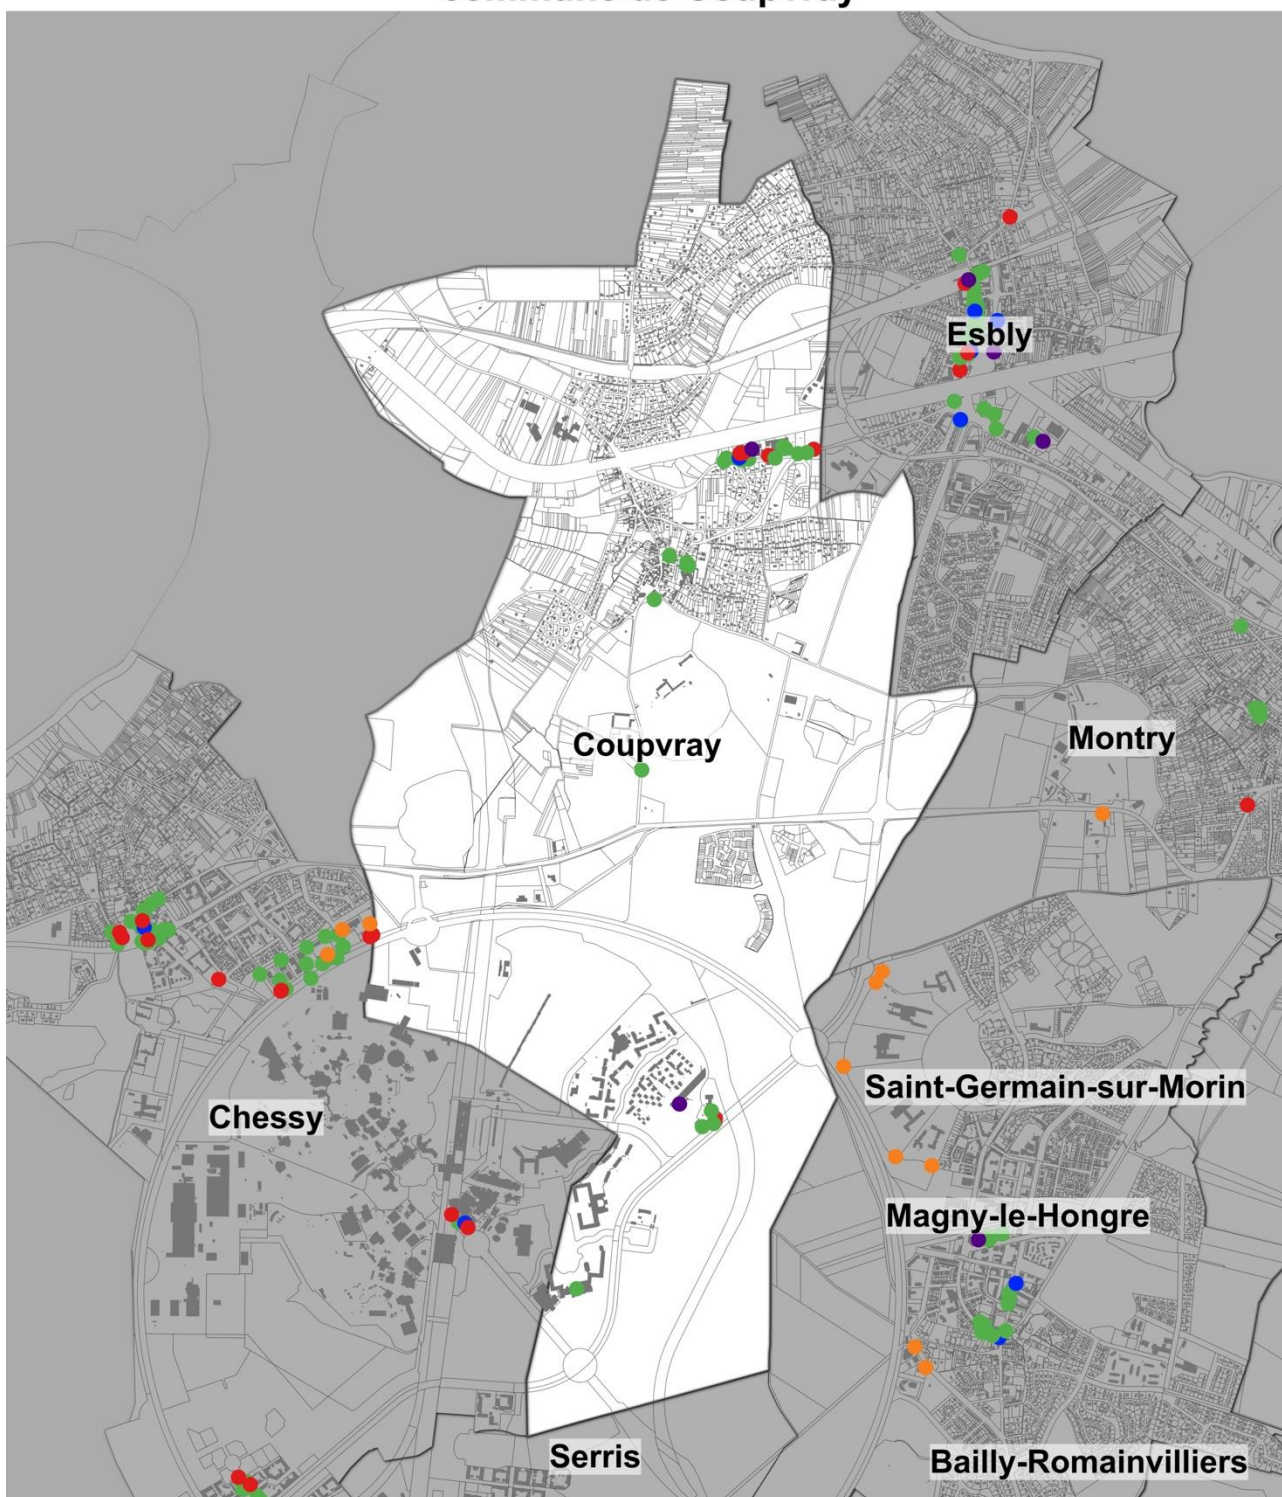 Esbly
Coupvray
Montry
Saint-Germain-sur-Morin
Chessy
Magny-le-Hongre
Serris
Bailly-Romainvilliers